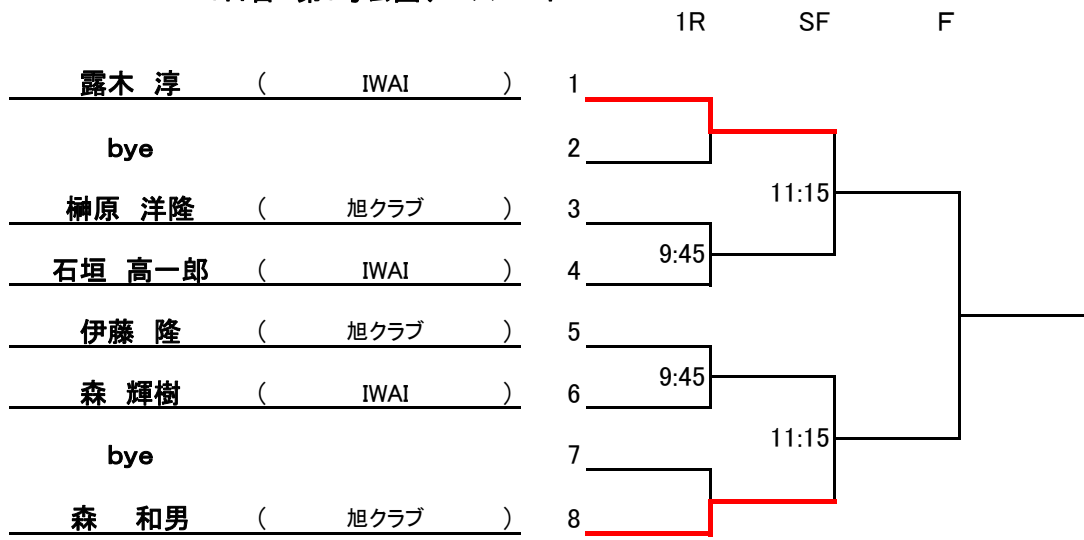 1R SF F
露木 淳 ( IWAI ) 1
bye 2
11:15
榊原 洋隆 ( 旭クラブ ) 3
9:45
石垣 高一郎 ( IWAI ) 4
伊藤 隆 ( 旭クラブ ) 5
9:45
森 輝樹 ( IWAI ) 6
11:15
bye 7
森 和男 ( 旭クラブ ) 8